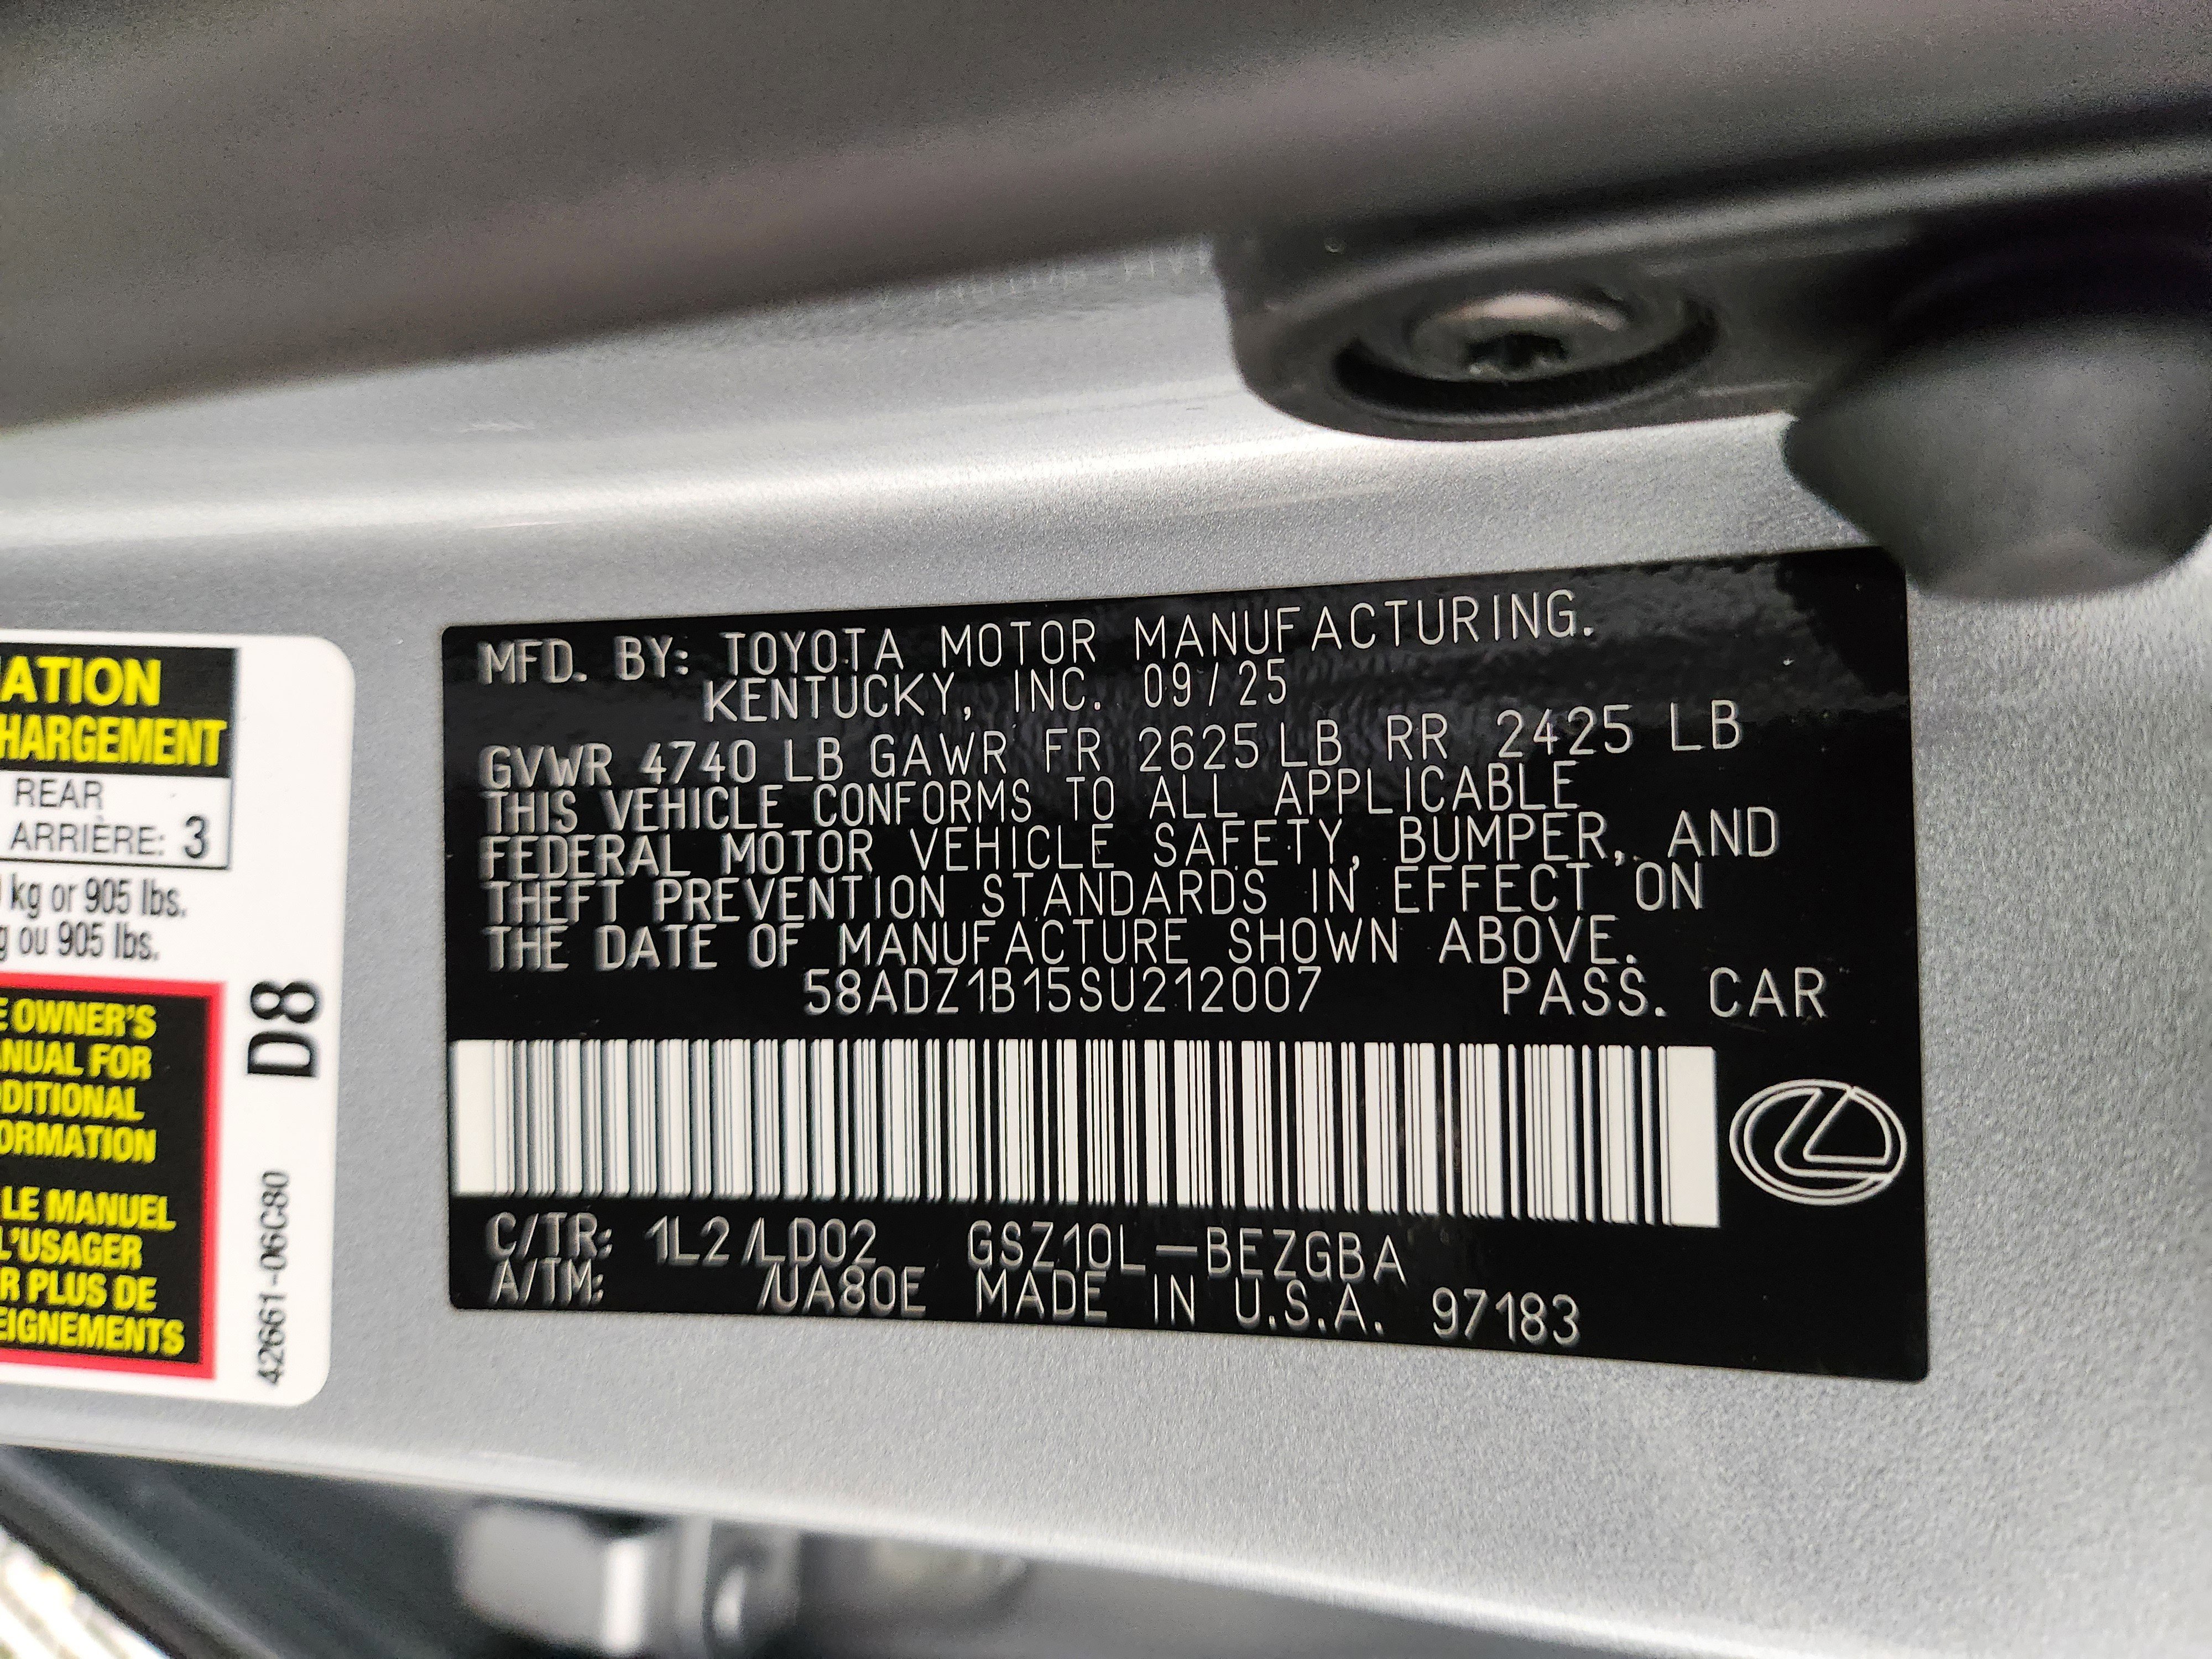 ATION
HARGEMENT
REAR
ARRIÈRE: 3
kg or 905 lbs.
g ou 905 lbs.
E OWNER'S
ANUAL FOR
DDITIONAL
ORMATION
LE MANUEL
L'USAGER
R PLUS DE
EIGNEMENTS
D8
42661-06C80
MFD. BY: TOYOTA MOTOR MANUFACTURING.
KENTUCKY, INC. 09/25
GVWR 4740 LB GAWR FR 2625 LB RR 2425 LB
THIS VEHICLE CONFORMS TO ALL APPLICABLE
FEDERAL MOTOR VEHICLE SAFETY, BUMPER, AND
THEFT PREVENTION STANDARDS IN EFFECT ON
THE DATE OF MANUFACTURE SHOWN ABOVE.
58ADZ1B15SU212007 PASS. CAR
C/TR: 1L2/LD02 GSZ10L-BEZGBA
A/TM: /UA80E MADE IN U.S.A. 97183